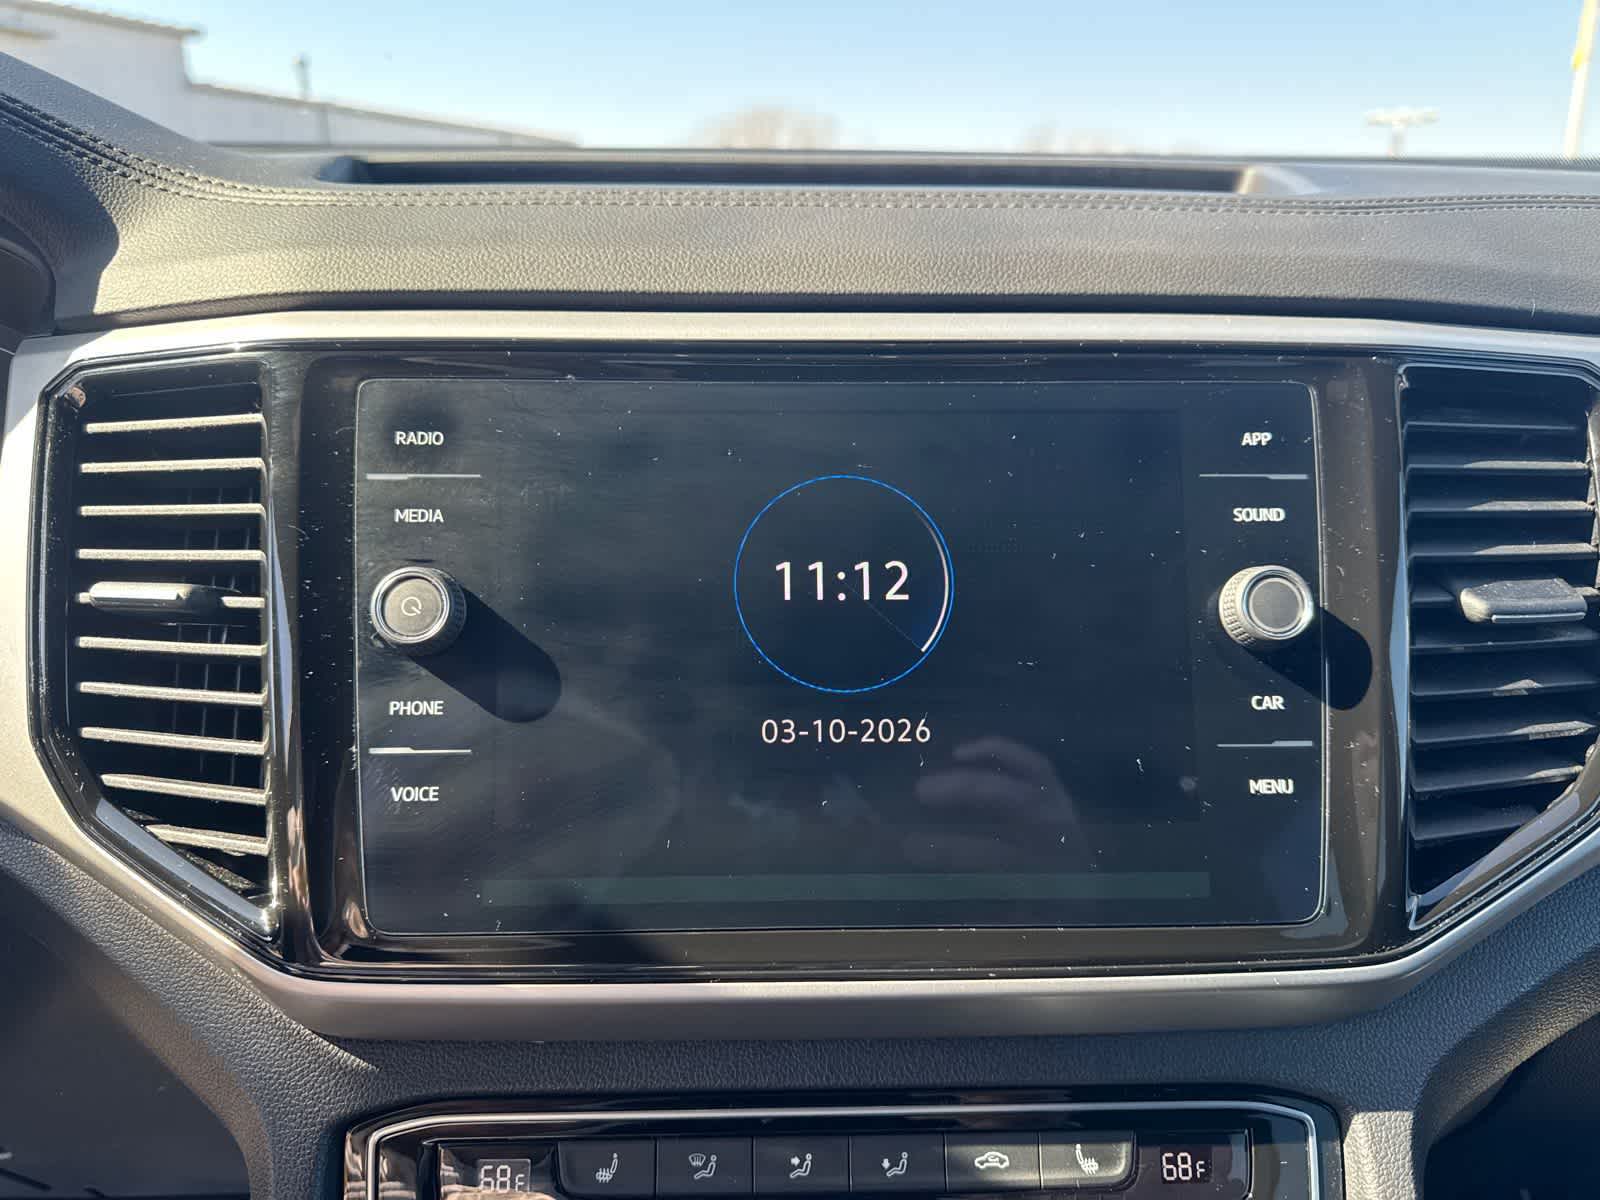 RADIO
MEDIA
PHONE
VOICE
11:12
03-10-2026
APP
SOUND
CAR
MENU
68F
68F